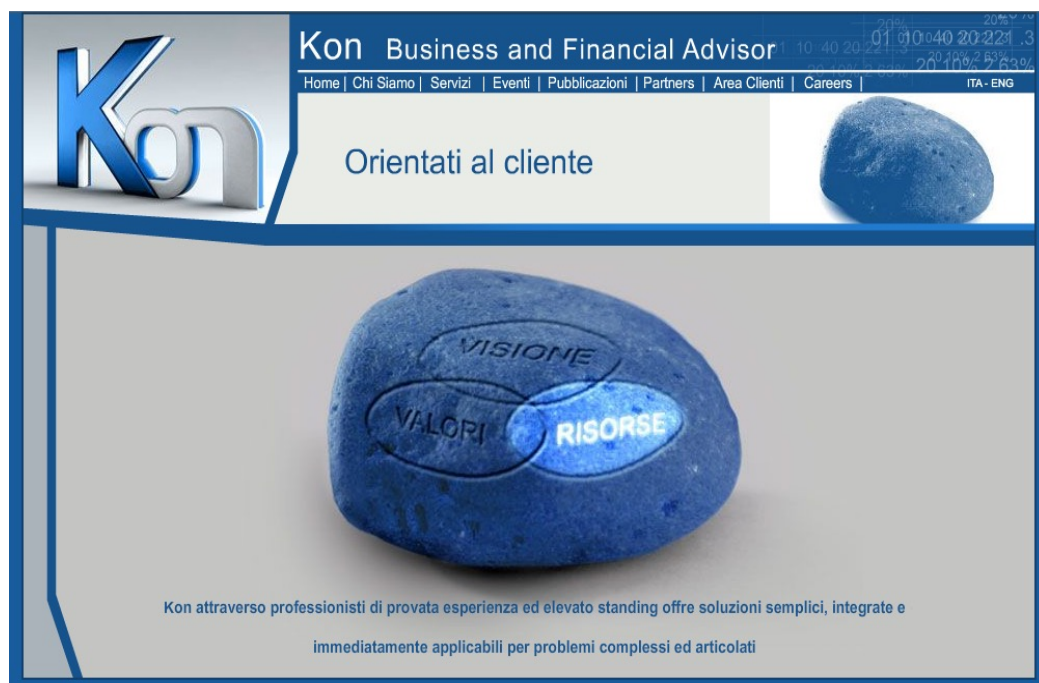 Kon
Kon Business and Financial Advisor
Home | Chi Siamo | Servizi | Eventi | Pubblicazioni | Partners | Area Clienti | Careers |
ITA - ENG
Orientati al cliente
VISIONE
VALORI
RISORSE
Kon attraverso professionisti di provata esperienza ed elevato standing offre soluzioni semplici, integrate e
immediatamente applicabili per problemi complessi ed articolati